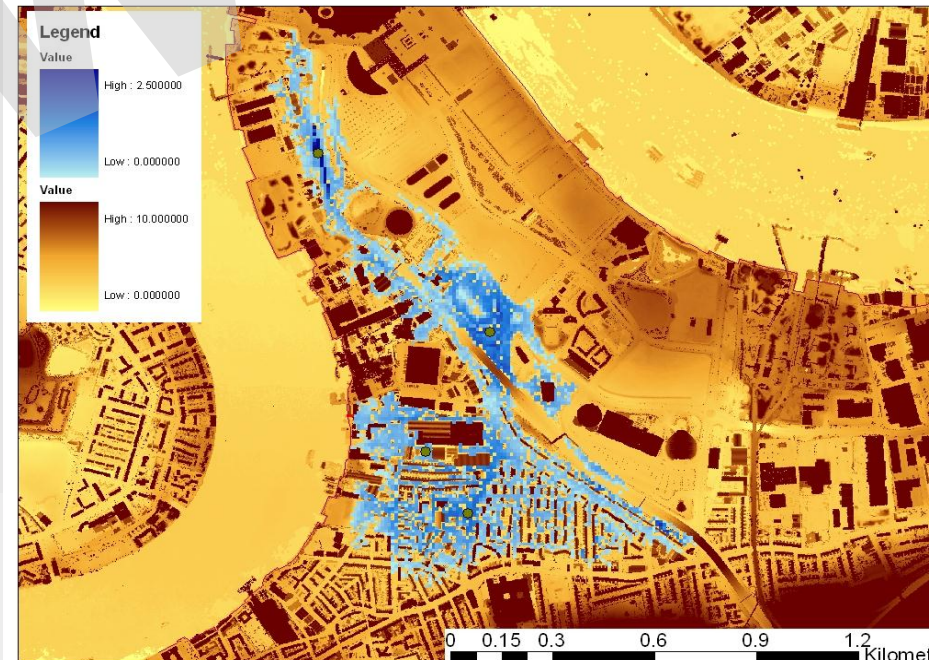 Legend
Value
High : 2.500000
Low : 0.000000
Value
High : 10.000000
Low : 0.000000
0 0.15 0.3 0.6 0.9 1.2
Kilomet